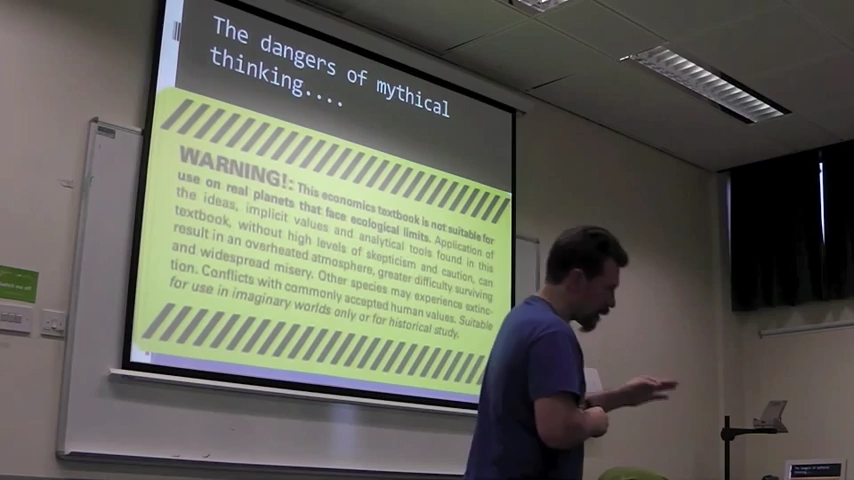 The dangers of mythical
thinking....
WARNING!: This economics textbook is not suitable for
use on real planets that face ecological limits. Application of
the ideas, implicit values and analytical tools found in this
textbook, without high levels of skepticism and caution, can
result in an overheated atmosphere, greater difficulty surviving
and widespread misery. Other species may experience extinc-
tion. Conflicts with commonly accepted human values. Suitable
for use in imaginary worlds only or for historical study.